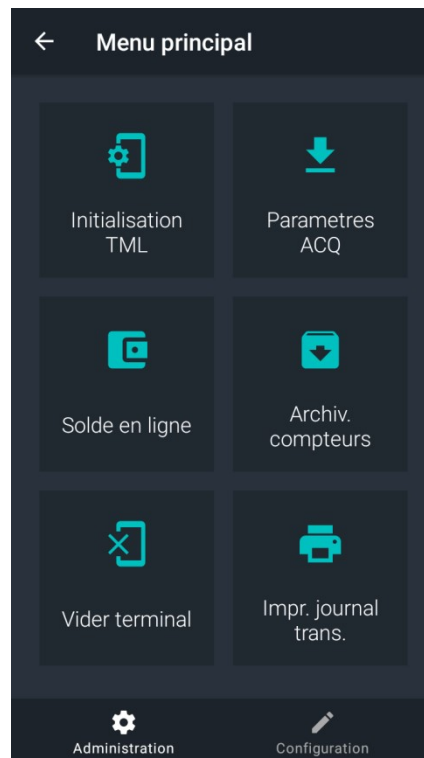 Menu principal
Initialisation
TML
Parametres
ACQ
Solde en ligne
Archiv.
compteurs
Vider terminal
Impr. journal
trans.
Administration
Configuration